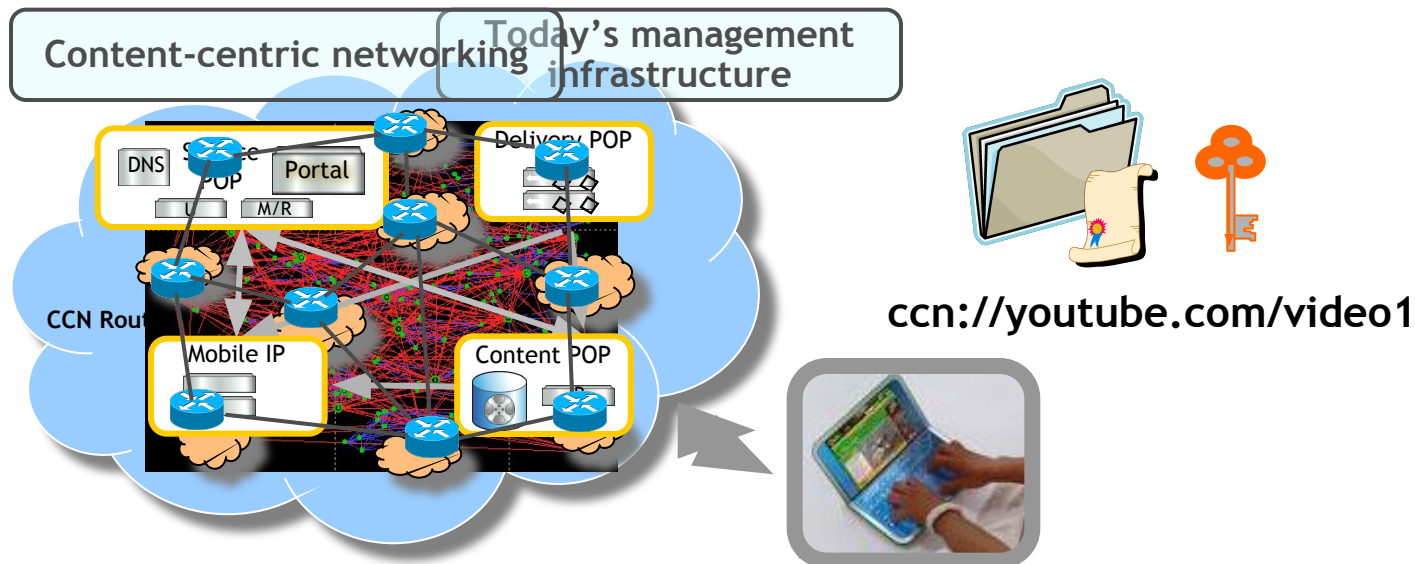 Content-centric networking
Today's management
infrastructure
Delivery POP
DNS
POP
Portal
M/R
CCN Rout
Mobile IP
Content POP
ccn://youtube.com/video1